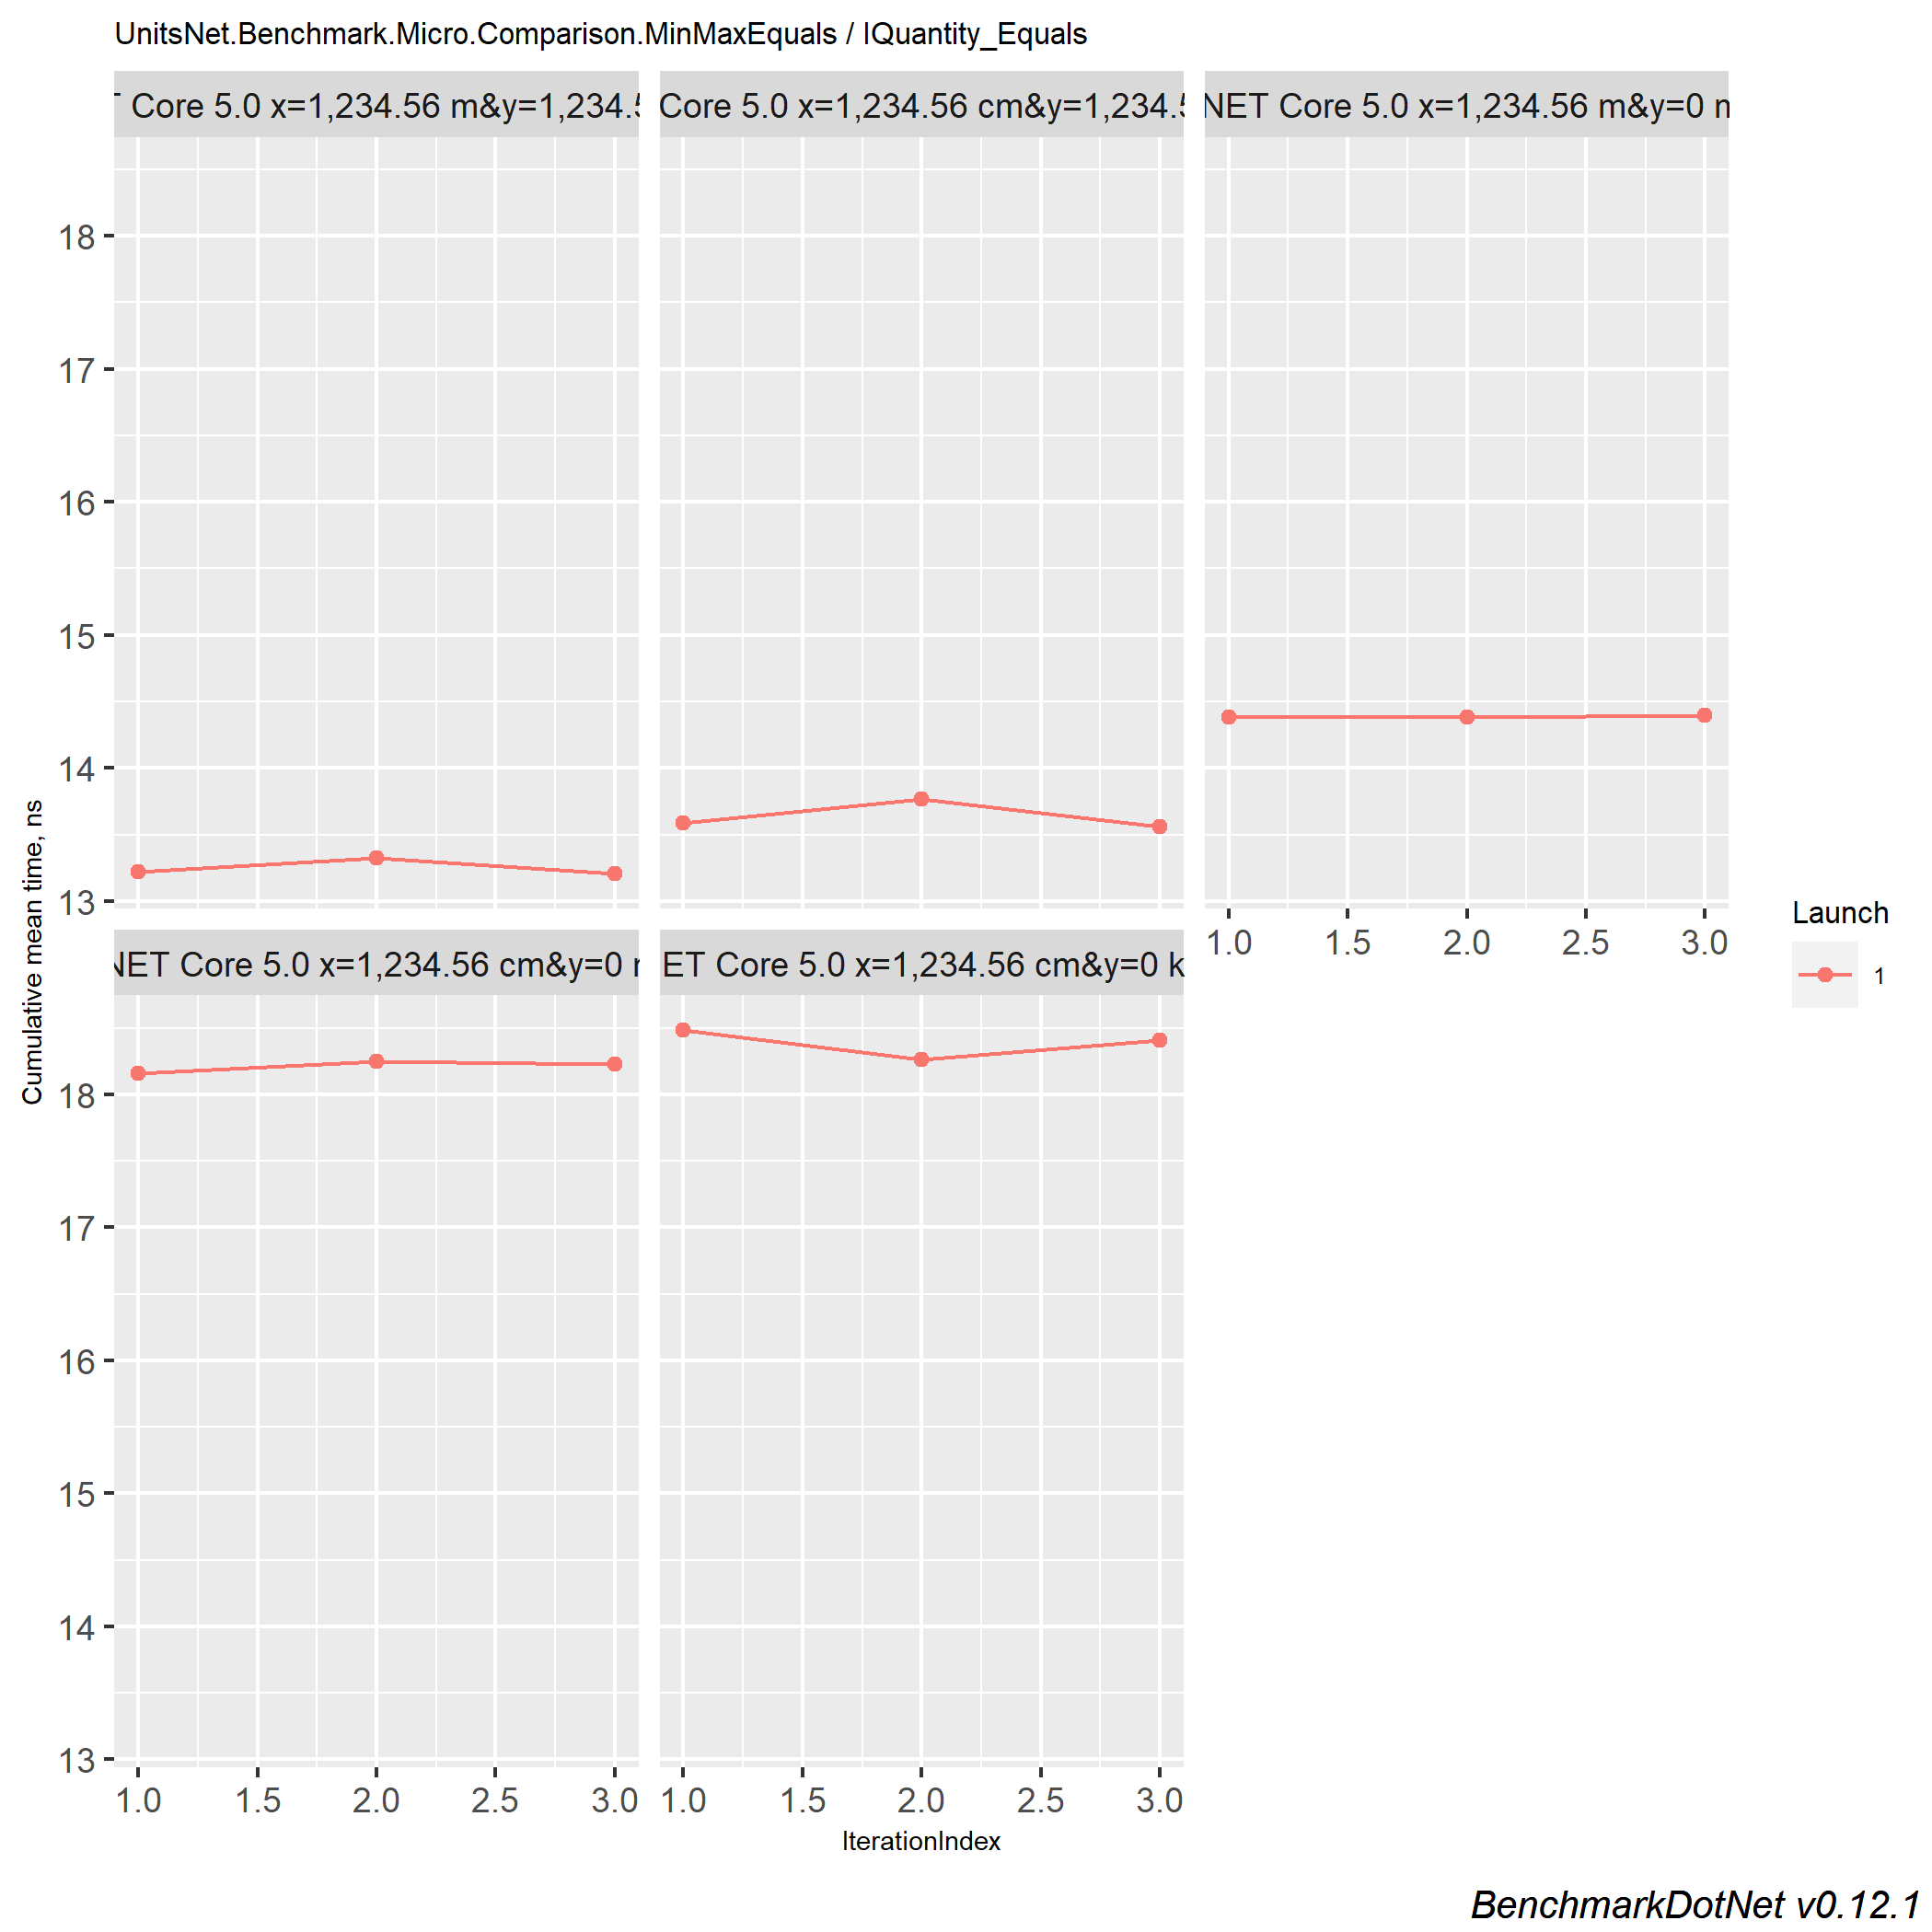 UnitsNet.Benchmark.Micro.Comparison.MinMaxEquals / IQuantity_Equals
Core 5.0 x=1,234.56 m&y=1,234.5
Core 5.0 x=1,234.56 cm&y=1,234.5
NET Core 5.0 x=1,234.56 m&y=0
18
17
16
15
14
13
1.0 1.5 2.0 2.5 3.0
Cumulative mean time, ns
Launch
1
NET Core 5.0 x=1,234.56 cm&y=0
ET Core 5.0 x=1,234.56 cm&y=0 k
18
17
16
15
14
13
1.0 1.5 2.0 2.5 3.0
1.0 1.5 2.0 2.5 3.0
IterationIndex
BenchmarkDotNet v0.12.1